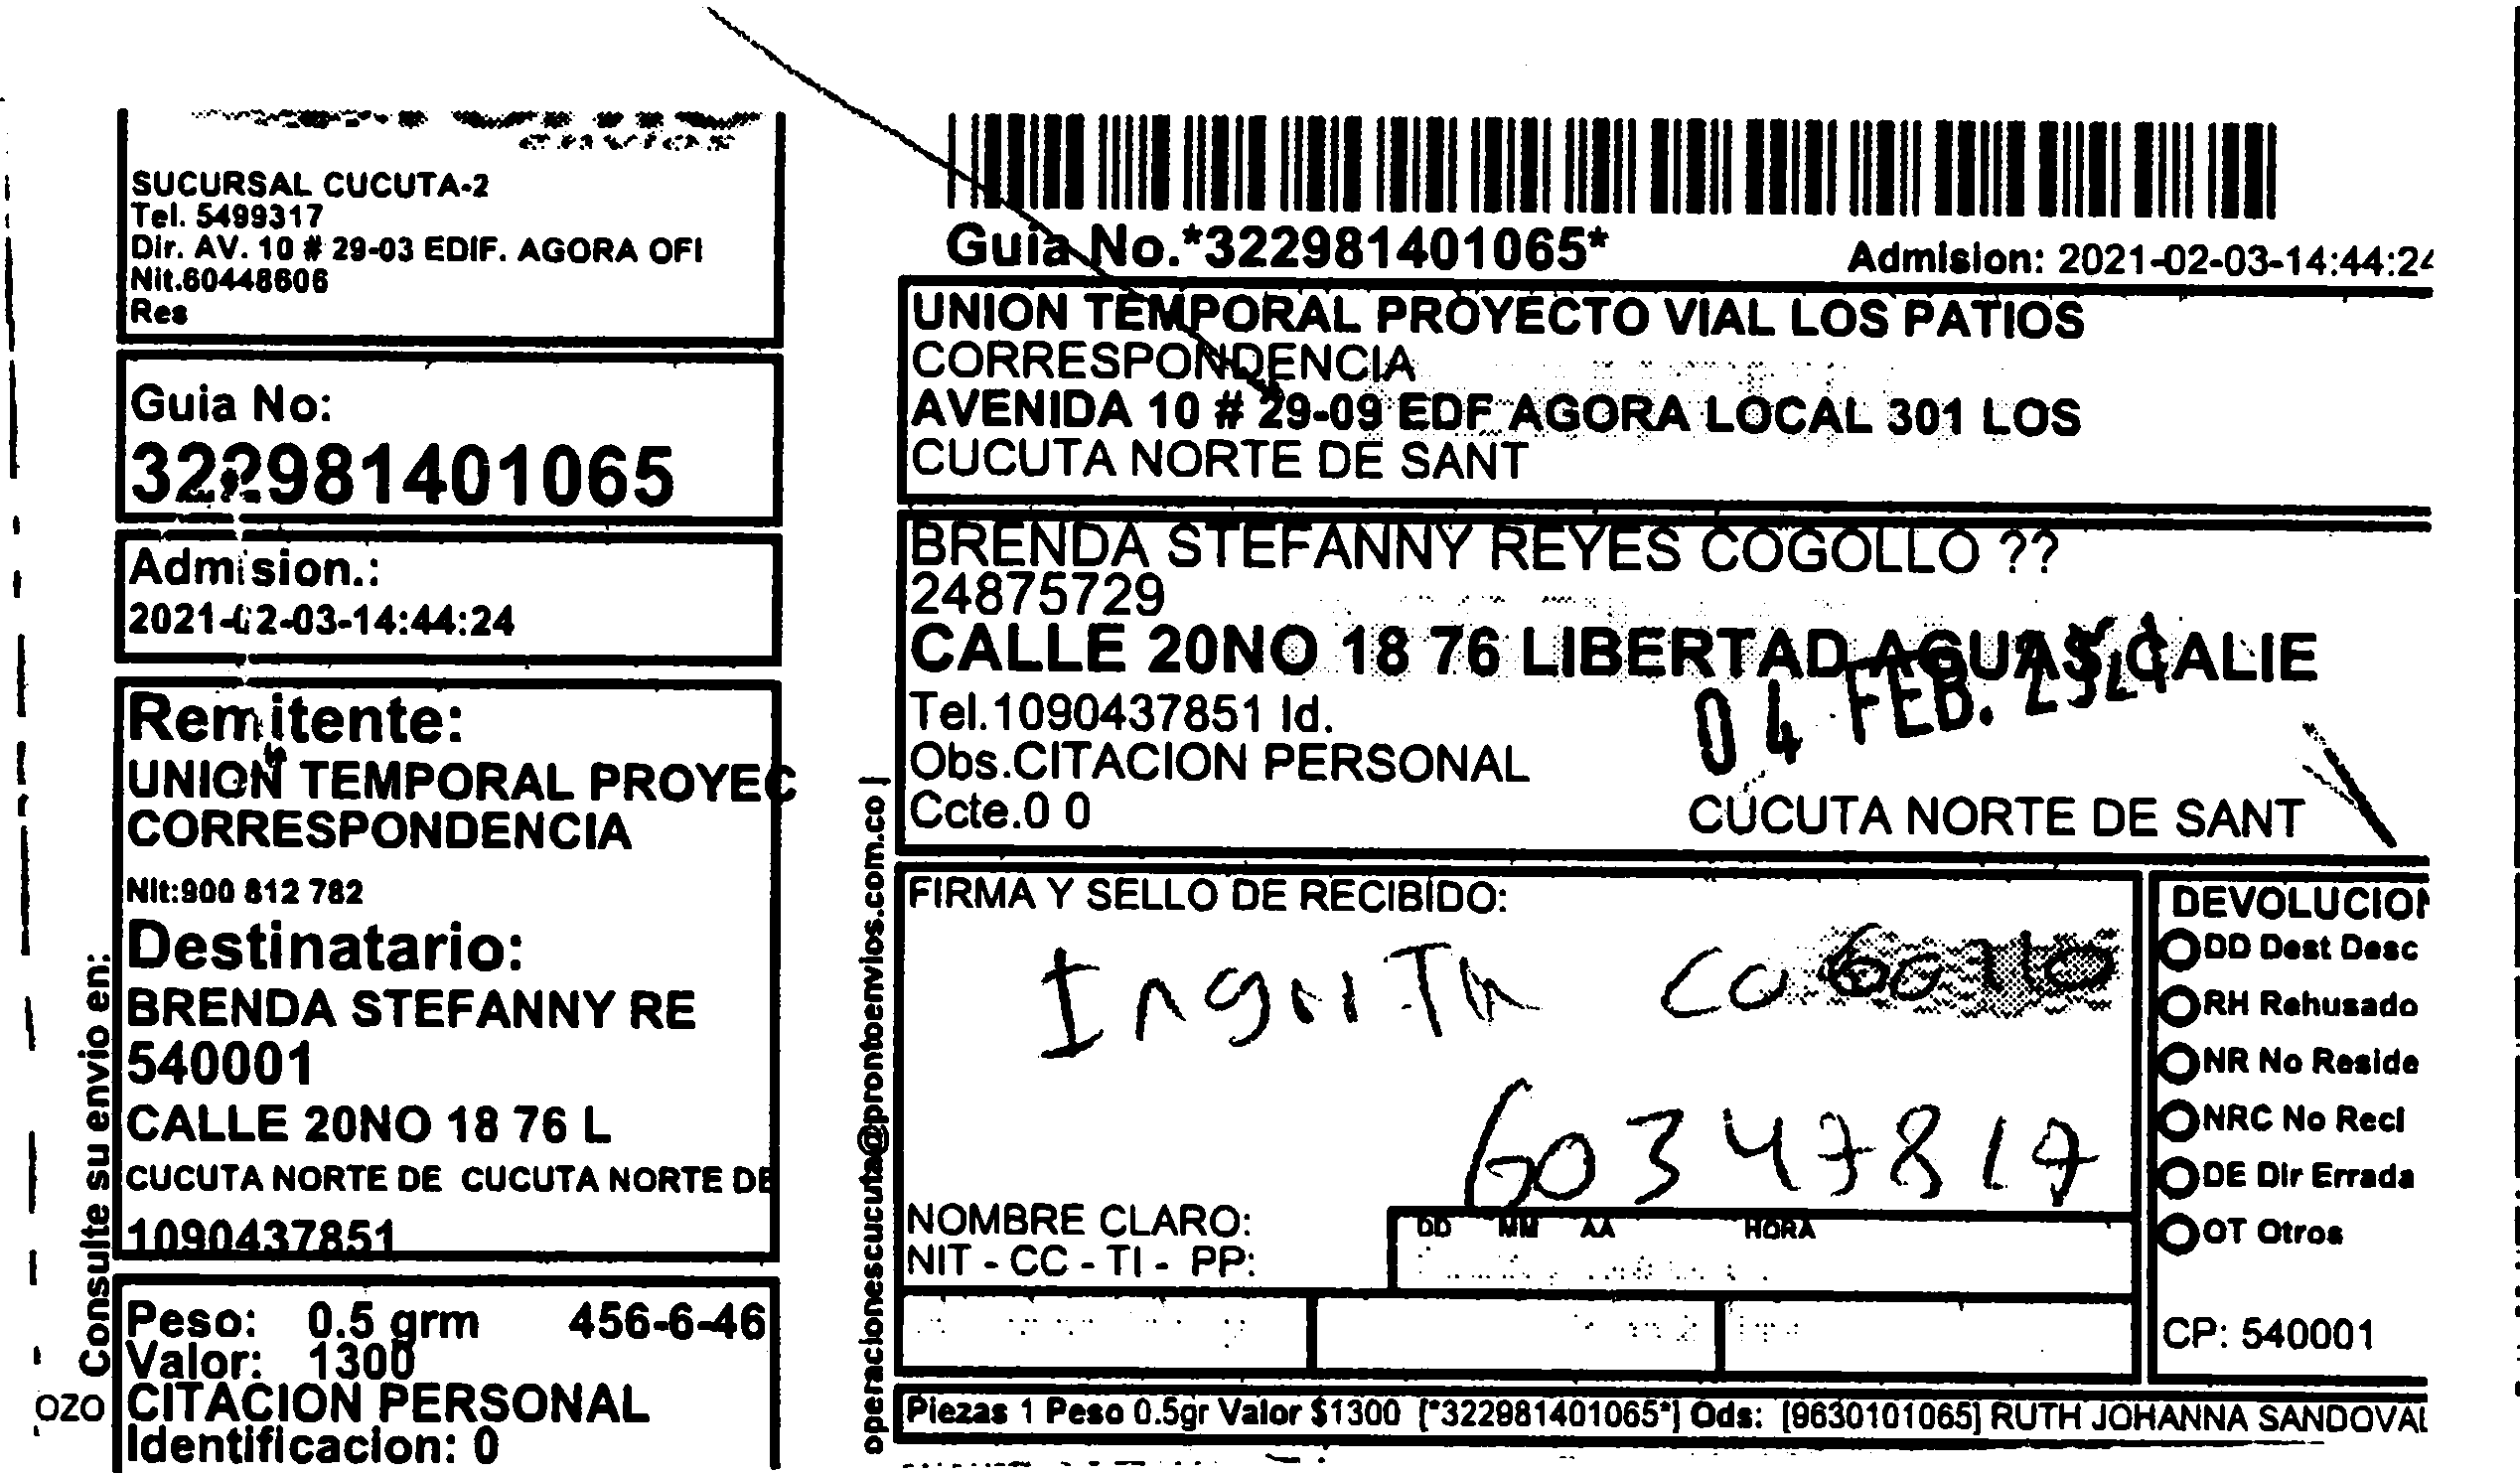 SUCURSAL CUCUTA-2
Tel. 5499317
Dir. AV. 10 # 29-03 EDIF. AGORA OFI
Nit.60448606
Res
Guia No:
322981401065
Admision.:
2021-02-03-14:44:24
Remitente:
UNION TEMPORAL PROYEC
CORRESPONDENCIA
Nit:900 812 782
Destinatario:
BRENDA STEFANNY RE
540001
CALLE 20NO 18 76 L
CUCUTA NORTE DE CUCUTA NORTE DE
1090437851
Peso: 0.5 grm 456-6-46
Valor: 1300
CITACION PERSONAL
Identificacion: 0
Consulte su envio en:
OZO
operacionescucuta@prontoenvios.com.co |
Guia No.*322981401065*
Admision: 2021-02-03-14:44:24
UNION TEMPORAL PROYECTO VIAL LOS PATIOS
CORRESPONDENCIA
AVENIDA 10 # 29-09 EDF AGORA LOCAL 301 LOS
CUCUTA NORTE DE SANT
BRENDA STEFANNY REYES COGOLLO ??
24875729
CALLE 20NO 18 76 LIBERTAD AGUAS CALIE
04 FEB. 2021
Tel.1090437851 Id.
Obs.CITACION PERSONAL
Ccte.0 0
CUCUTA NORTE DE SANT
FIRMA Y SELLO DE RECIBIDO:
60347817
NOMBRE CLARO:
NIT - CC - TI - PP:
DD MM AA HORA
DEVOLUCION
DD Dest Desc
RH Rehusado
NR No Reside
NRC No Recl
DE Dir Errada
OT Otros
CP: 540001
Piezas 1 Peso 0.5gr Valor $1300 [*322981401065*] Ods: [9630101065] RUTH JOHANNA SANDOVAL